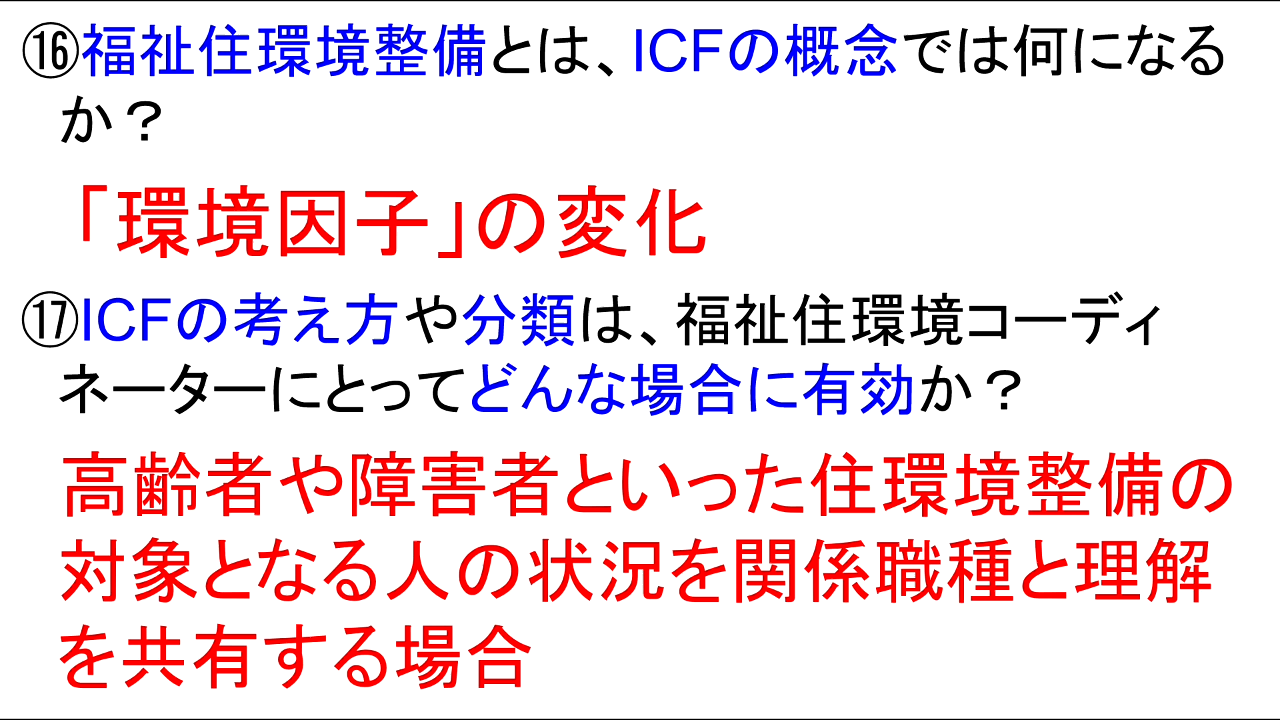 ⑯福祉住環境整備とは、ICFの概念では何になる
か？
「環境因子」の変化
⑰ICFの考え方や分類は、福祉住環境コーディ
ネーターにとってどんな場合に有効か？
高齢者や障害者といった住環境整備の
対象となる人の状況を関係職種と理解
を共有する場合